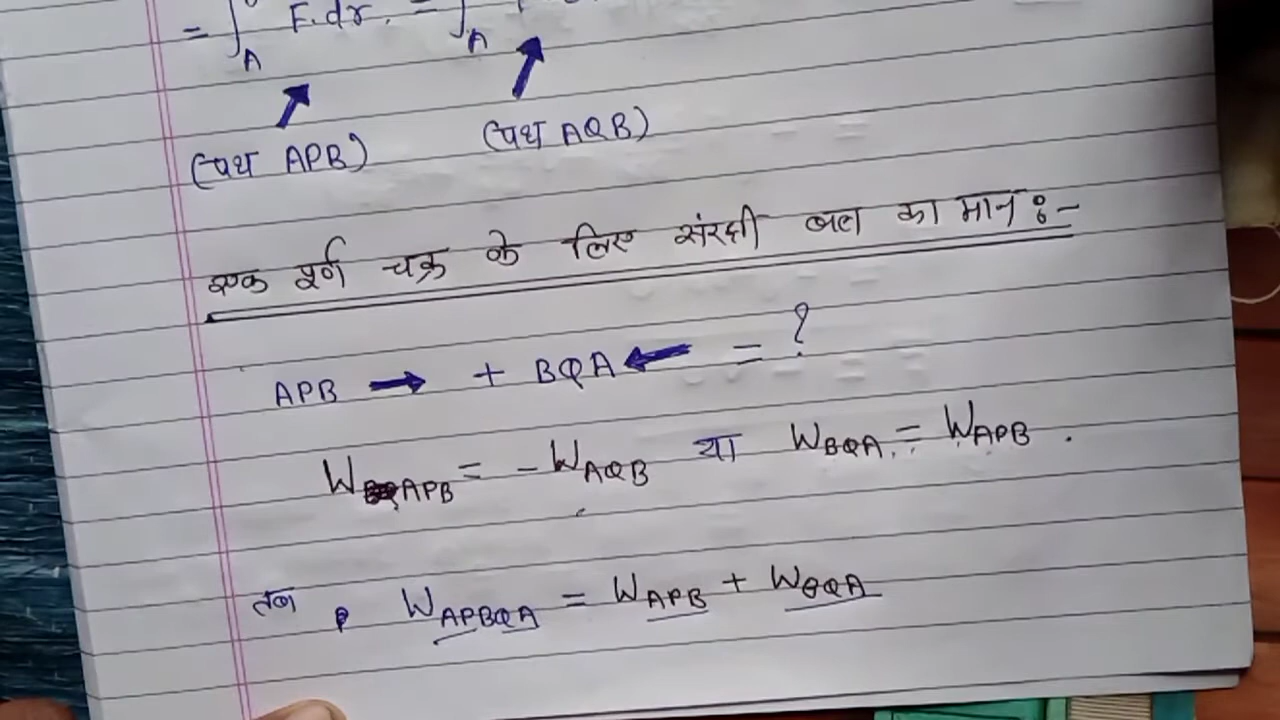 = ∫A F.dr. = ∫A
(पथ APB) (पथ AQB)
एक पूर्ण चक्र के लिए संरक्षी बल का मान :-
APB → + BQA ← = ?
WAPB = - WAQB या WBQA = WAPB .
तब , WAPBQA = WAPB + WBQA